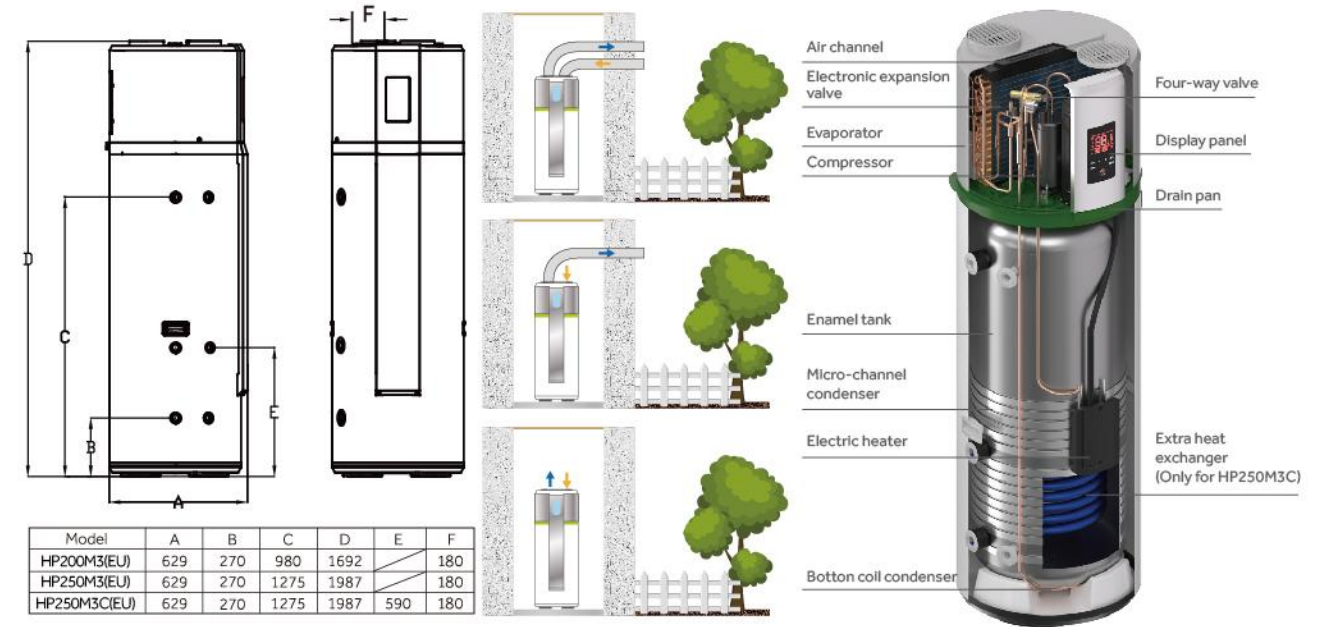 F
D
C
B
E
A
Model A B C D E F
HP200M3(EU) 629 270 980 1692 180
HP250M3(EU) 629 270 1275 1987 180
HP250M3C(EU) 629 270 1275 1987 590 180
Air channel
Electronic expansion
valve
Evaporator
Compressor
Enamel tank
Micro-channel
condenser
Electric heater
Botton coil condenser
Four-way valve
Display panel
Drain pan
Extra heat
exchanger
(Only for HP250M3C)